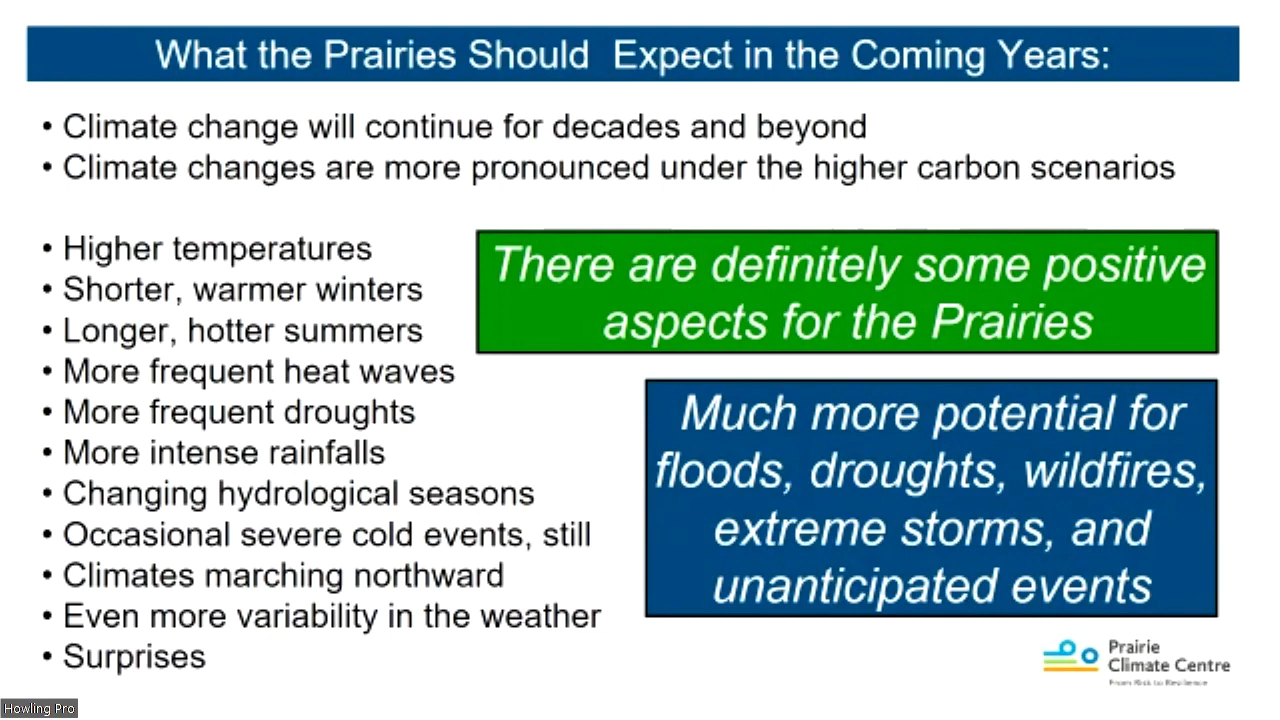 What the Prairies Should  Expect in the Coming Years:
• Climate change will continue for decades and beyond
• Climate changes are more pronounced under the higher carbon scenarios
• Higher temperatures
• Shorter, warmer winters
• Longer, hotter summers
• More frequent heat waves
• More frequent droughts
• More intense rainfalls
• Changing hydrological seasons
• Occasional severe cold events, still
• Climates marching northward
• Even more variability in the weather
• Surprises
There are definitely some positive
aspects for the Prairies
Much more potential for
floods, droughts, wildfires,
extreme storms, and
unanticipated events
Prairie
Climate Centre
From Risk to Resilience
Howling Pro